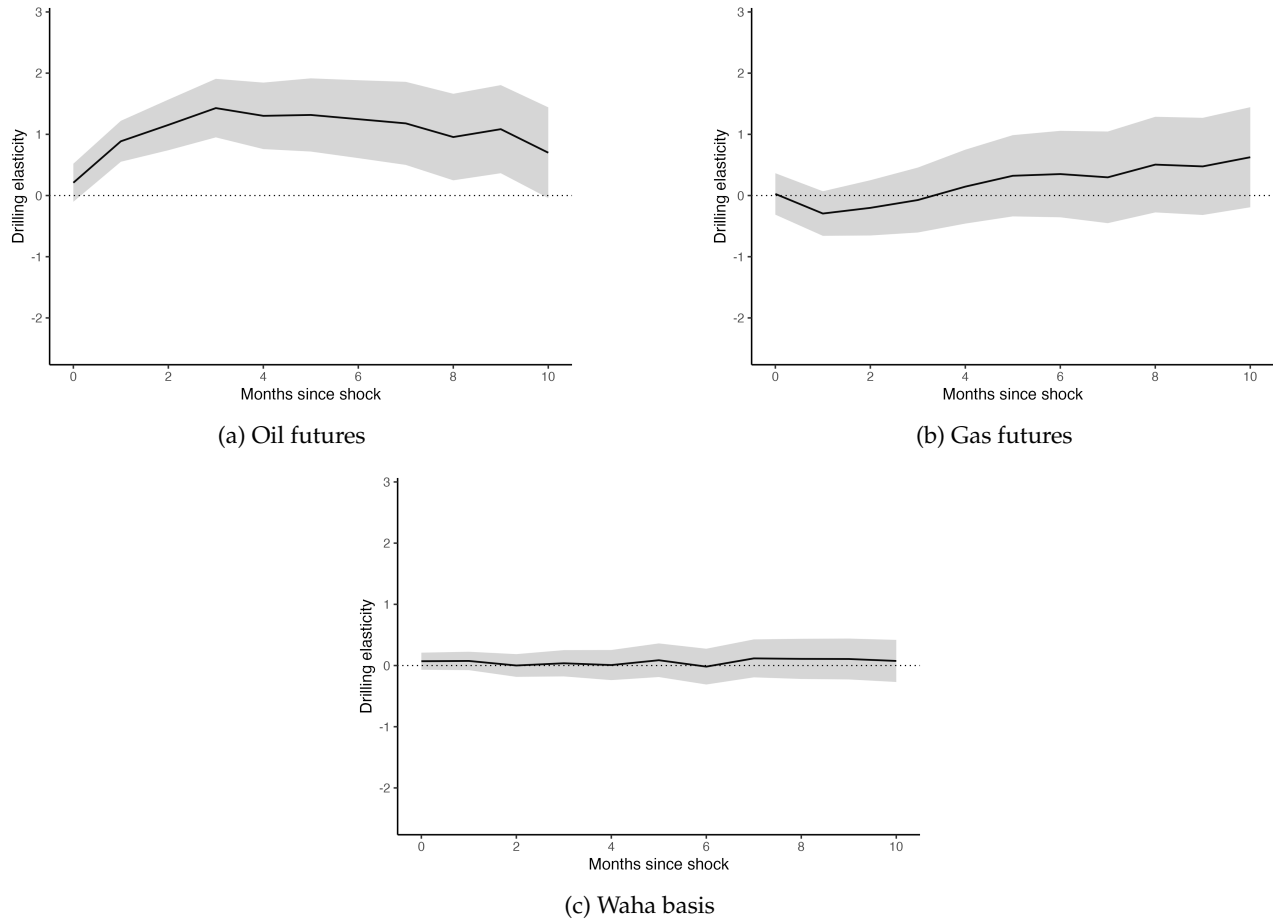 3
2
1
0
-1
-2
Drilling elasticity
0 2 4 6 8 10
Months since shock
(a) Oil futures
3
2
1
0
-1
-2
Drilling elasticity
0 2 4 6 8 10
Months since shock
(b) Gas futures
3
2
1
0
-1
-2
Drilling elasticity
0 2 4 6 8 10
Months since shock
(c) Waha basis